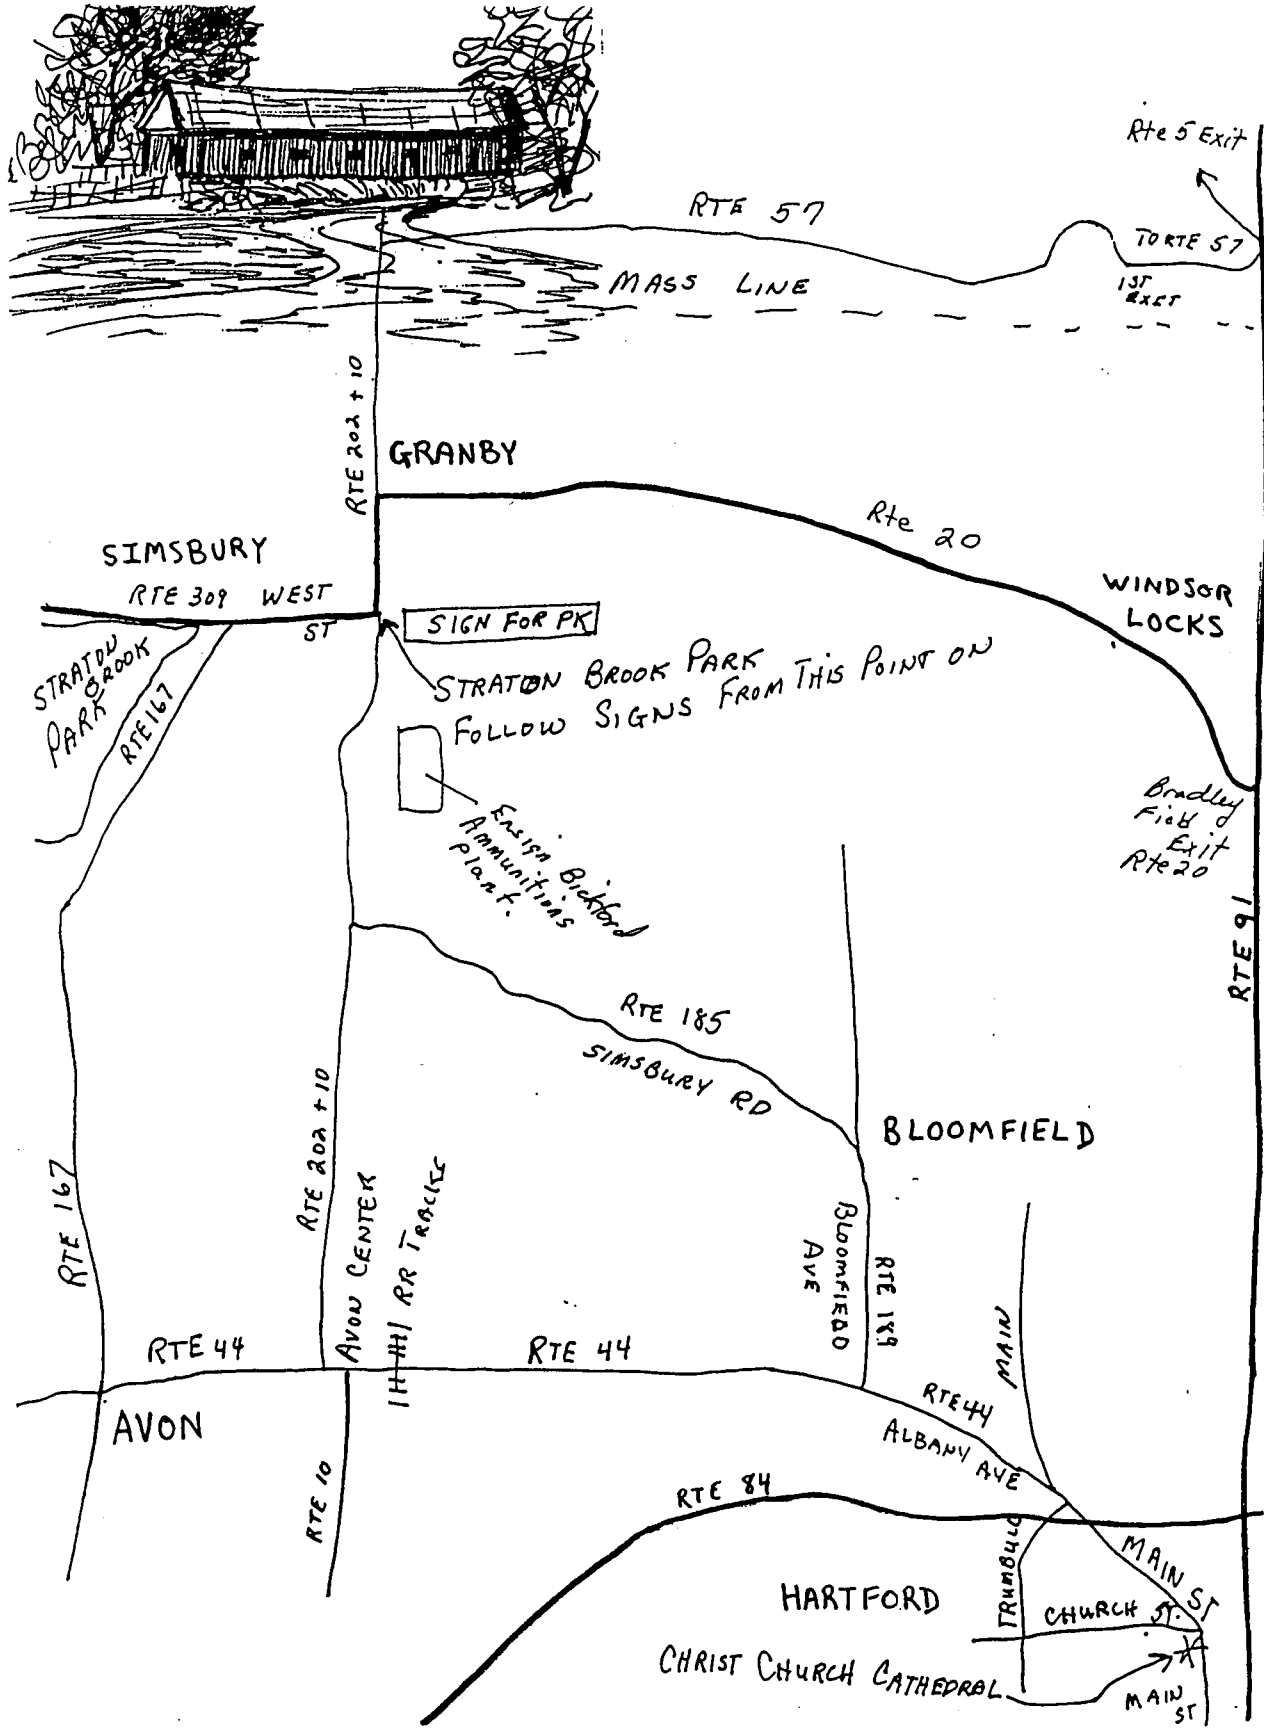 Rte 5 Exit
RTE 57
TO RTE 57
1ST
EXIT
MASS LINE
RTE 202 + 10
GRANBY
Rte 20
SIMSBURY
RTE 309 WEST
ST
SIGN FOR PK
WINDSOR
LOCKS
STRATON
BROOK
PARK
RTE 167
STRATON BROOK PARK
FOLLOW SIGNS FROM THIS POINT ON
Ensign Bickford
Ammunitions
plant.
Bradley
Field
Exit
Rte 20
RTE 91
RTE 185
SIMSBURY RD
BLOOMFIELD
RTE 202 + 10
RTE 167
AVON CENTER
RR TRACKS
BLOOMFIELD
AVE
RTE 189
MAIN
RTE 44
RTE 44
RTE 44
ALBANY AVE
AVON
RTE 10
RTE 84
TRUMBULL
MAIN ST
HARTFORD
CHURCH ST.
CHRIST CHURCH CATHEDRAL
MAIN
ST